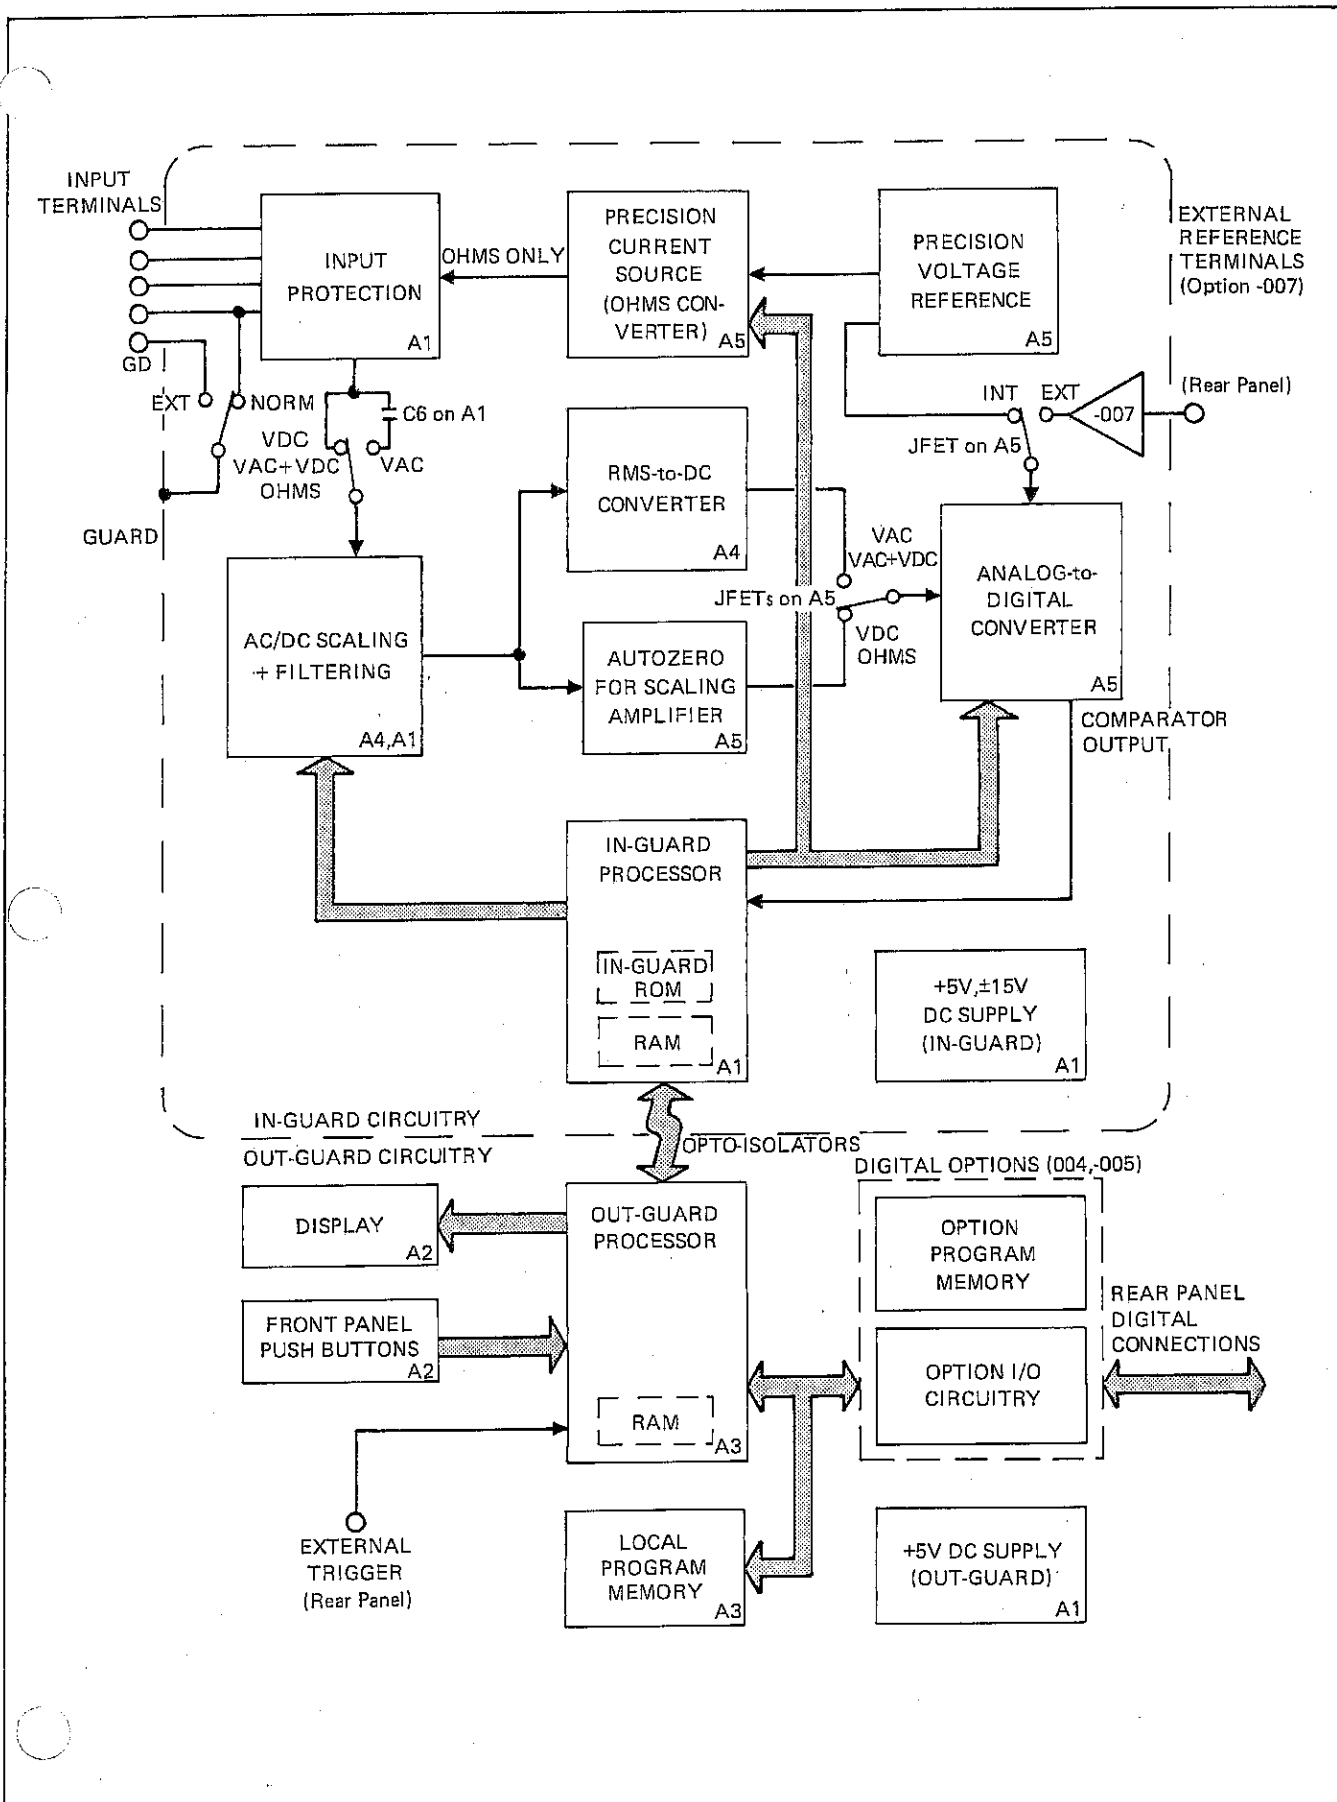 INPUT
TERMINALS
GD
EXT
NORM
GUARD
INPUT
PROTECTION
A1
OHMS ONLY
PRECISION
CURRENT
SOURCE
(OHMS CON-
VERTER)
A5
PRECISION
VOLTAGE
REFERENCE
A5
EXTERNAL
REFERENCE
TERMINALS
(Option -007)
(Rear Panel)
INT
EXT
-007
JFET on A5
C6 on A1
VDC
VAC+VDC
OHMS
VAC
RMS-to-DC
CONVERTER
A4
VAC
VAC+VDC
JFETs on A5
VDC
OHMS
ANALOG-to-
DIGITAL
CONVERTER
A5
AC/DC SCALING
+ FILTERING
A4,A1
AUTOZERO
FOR SCALING
AMPLIFIER
A5
COMPARATOR
OUTPUT
IN-GUARD
PROCESSOR
IN-GUARD
ROM
RAM
A1
+5V,±15V
DC SUPPLY
(IN-GUARD)
A1
IN-GUARD CIRCUITRY
OUT-GUARD CIRCUITRY
OPTO-ISOLATORS
DIGITAL OPTIONS (004,-005)
DISPLAY
A2
OUT-GUARD
PROCESSOR
RAM
A3
OPTION
PROGRAM
MEMORY
FRONT PANEL
PUSH BUTTONS
A2
OPTION I/O
CIRCUITRY
REAR PANEL
DIGITAL
CONNECTIONS
EXTERNAL
TRIGGER
(Rear Panel)
LOCAL
PROGRAM
MEMORY
A3
+5V DC SUPPLY
(OUT-GUARD)
A1